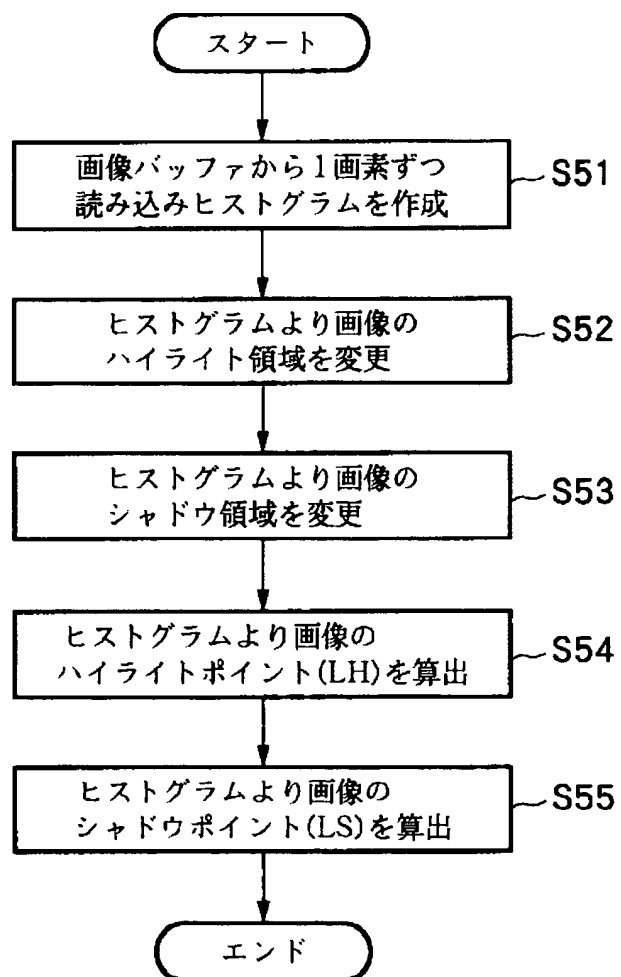 スタート
画像バッファから1画素ずつ
読み込みヒストグラムを作成
S51
ヒストグラムより画像の
ハイライト領域を変更
S52
ヒストグラムより画像の
シャドウ領域を変更
S53
ヒストグラムより画像の
ハイライトポイント(LH)を算出
S54
ヒストグラムより画像の
シャドウポイント(LS)を算出
S55
エンド